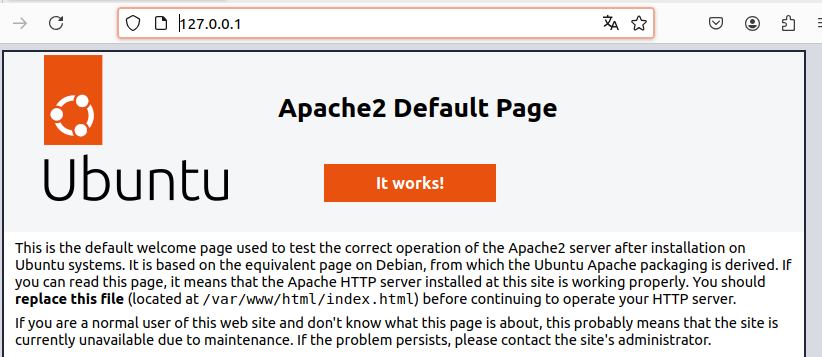 127.0.0.1
Apache2 Default Page
Ubuntu
It works!
This is the default welcome page used to test the correct operation of the Apache2 server after installation on
Ubuntu systems. It is based on the equivalent page on Debian, from which the Ubuntu Apache packaging is derived. If
you can read this page, it means that the Apache HTTP server installed at this site is working properly. You should
replace this file (located at /var/www/html/index.html) before continuing to operate your HTTP server.
If you are a normal user of this web site and don't know what this page is about, this probably means that the site is
currently unavailable due to maintenance. If the problem persists, please contact the site's administrator.